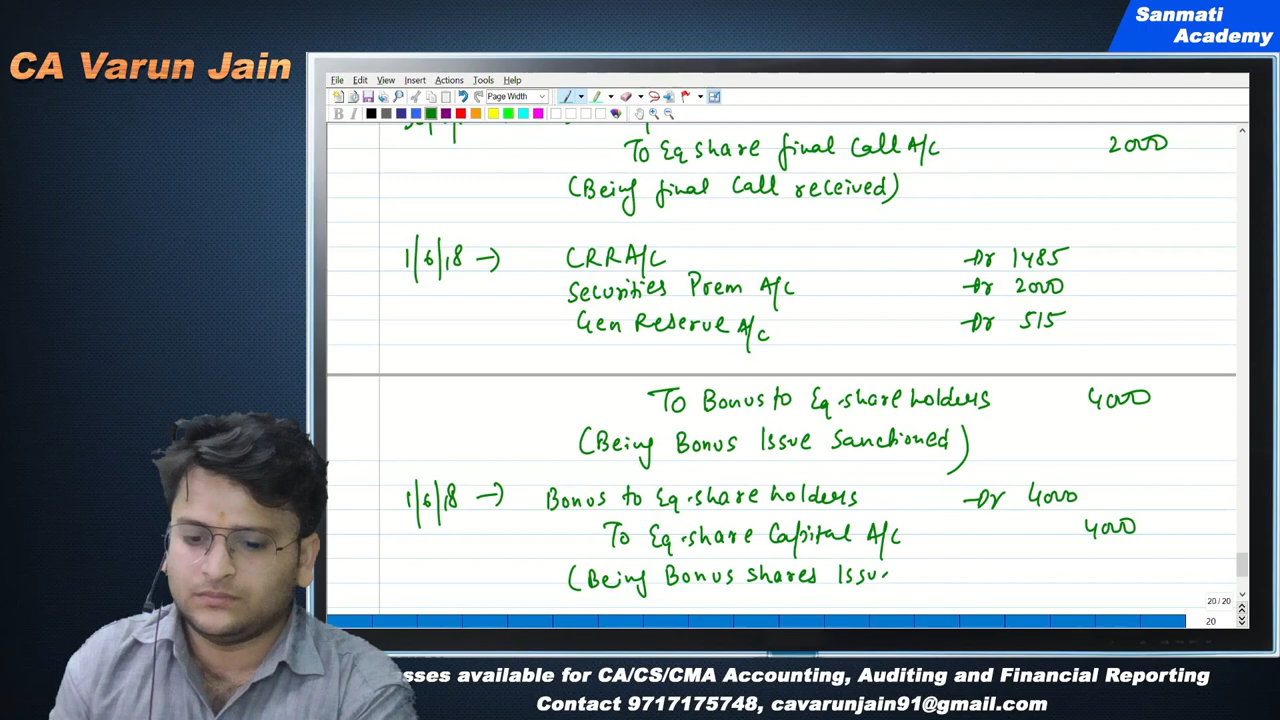 Sanmati
Academy
CA Varun Jain
File Edit View Insert Actions Tools Help
Page Width
To Eq share final Call A/C 2000
(Being final Call received)
1/6/18 → CRR A/C Dr 1485
Securities Prem A/C Dr 2000
Gen Reserve A/C Dr 515
To Bonus to Eq. shareholders 4000
(Being Bonus Issue Sanctioned)
1/6/18 → Bonus to Eq. shareholders Dr 4000
To Eq. share Capital A/C 4000
(Being Bonus shares Issu
20/20
20
sses available for CA/CS/CMA Accounting, Auditing and Financial Reporting
Contact 9717175748, cavarunjain91@gmail.com